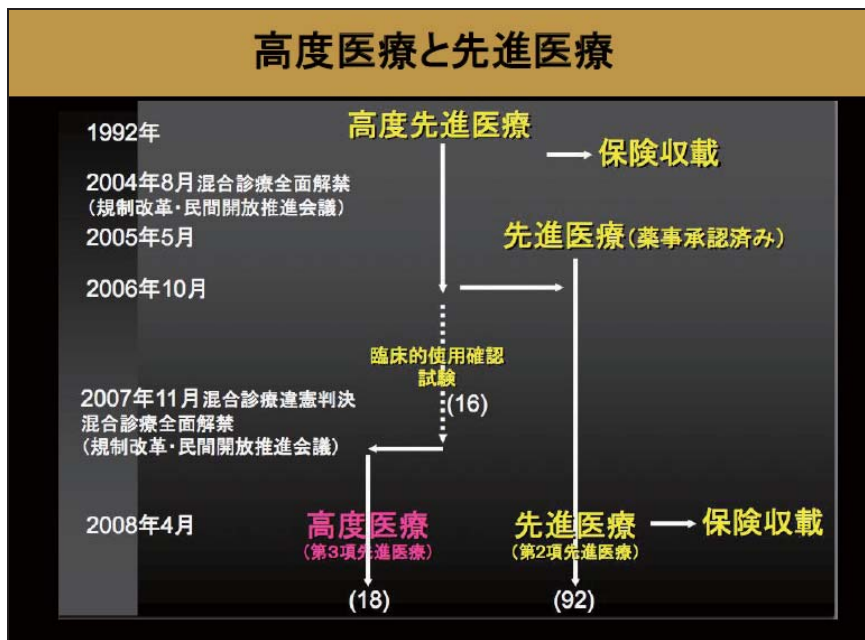 高度医療と先進医療
1992年
高度先進医療
保険収載
2004年8月混合診療全面解禁
(規制改革・民間開放推進会議)
2005年5月
先進医療(薬事承認済み)
2006年10月
臨床的使用確認
試験
(16)
2007年11月混合診療違憲判決
混合診療全面解禁
(規制改革・民間開放推進会議)
2008年4月
高度医療
(第3項先進医療)
先進医療
(第2項先進医療)
保険収載
(18)
(92)